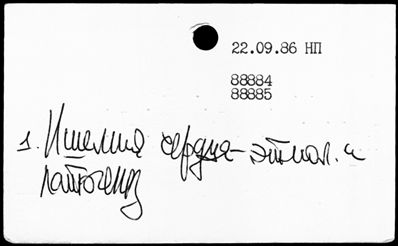 22.09.86 НП
88884
88885
1. Ишемия сердца-этиол. и
патогенез